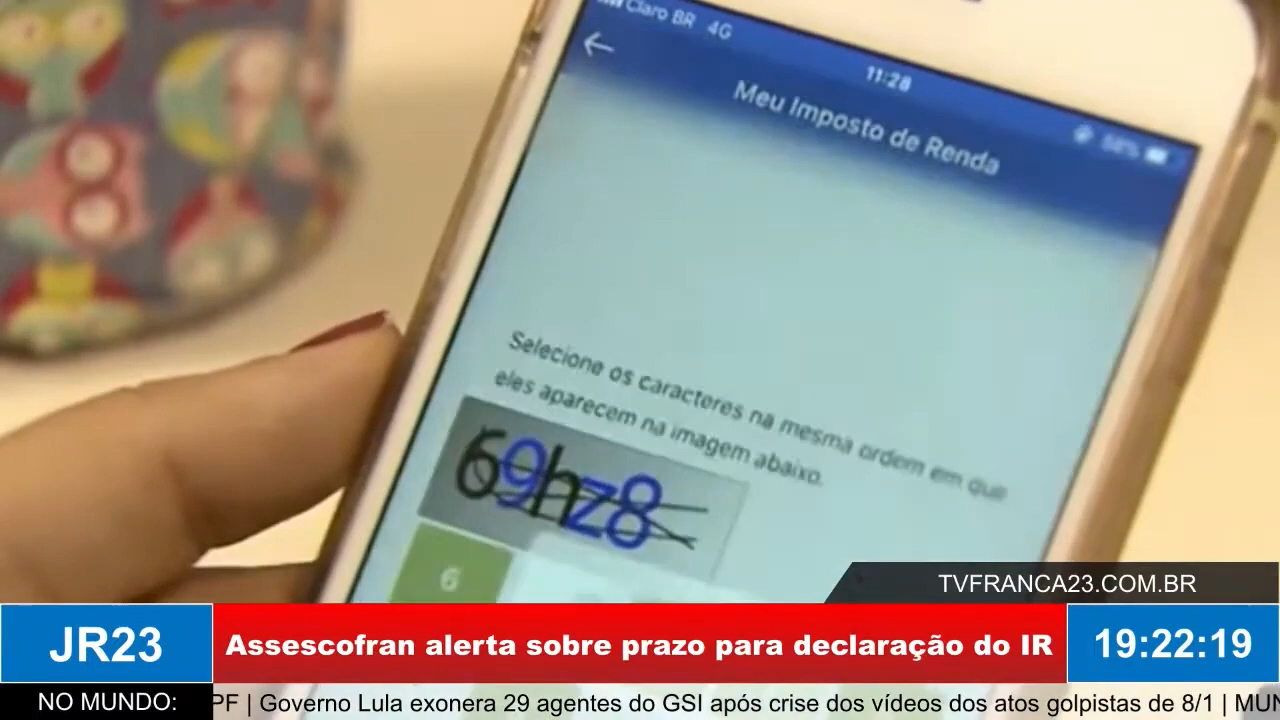 Claro BR 4G
11:28
Meu Imposto de Renda
Selecione os caracteres na mesma ordem em que
eles aparecem na imagem abaixo.
69hz8
6
TVFRANCA23.COM.BR
JR23
Assescofran alerta sobre prazo para declaração do IR
19:22:19
NO MUNDO:
PF | Governo Lula exonera 29 agentes do GSI após crise dos vídeos dos atos golpistas de 8/1 | MUN